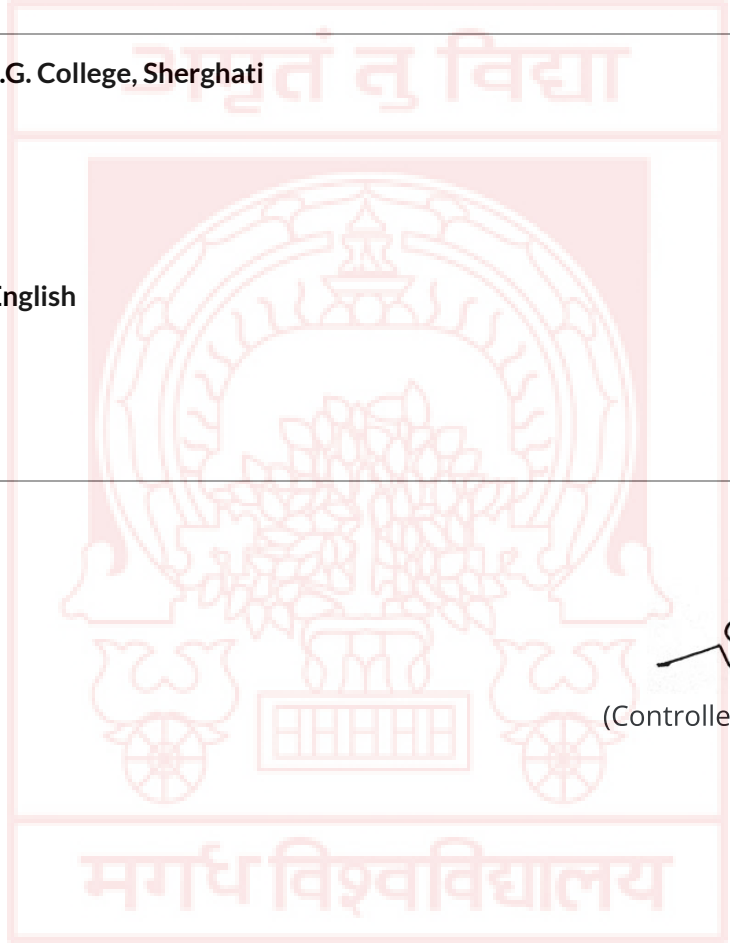 अमृतं तु विद्या
.G. College, Sherghati
English
(Controlle
मगध विश्वविद्यालय